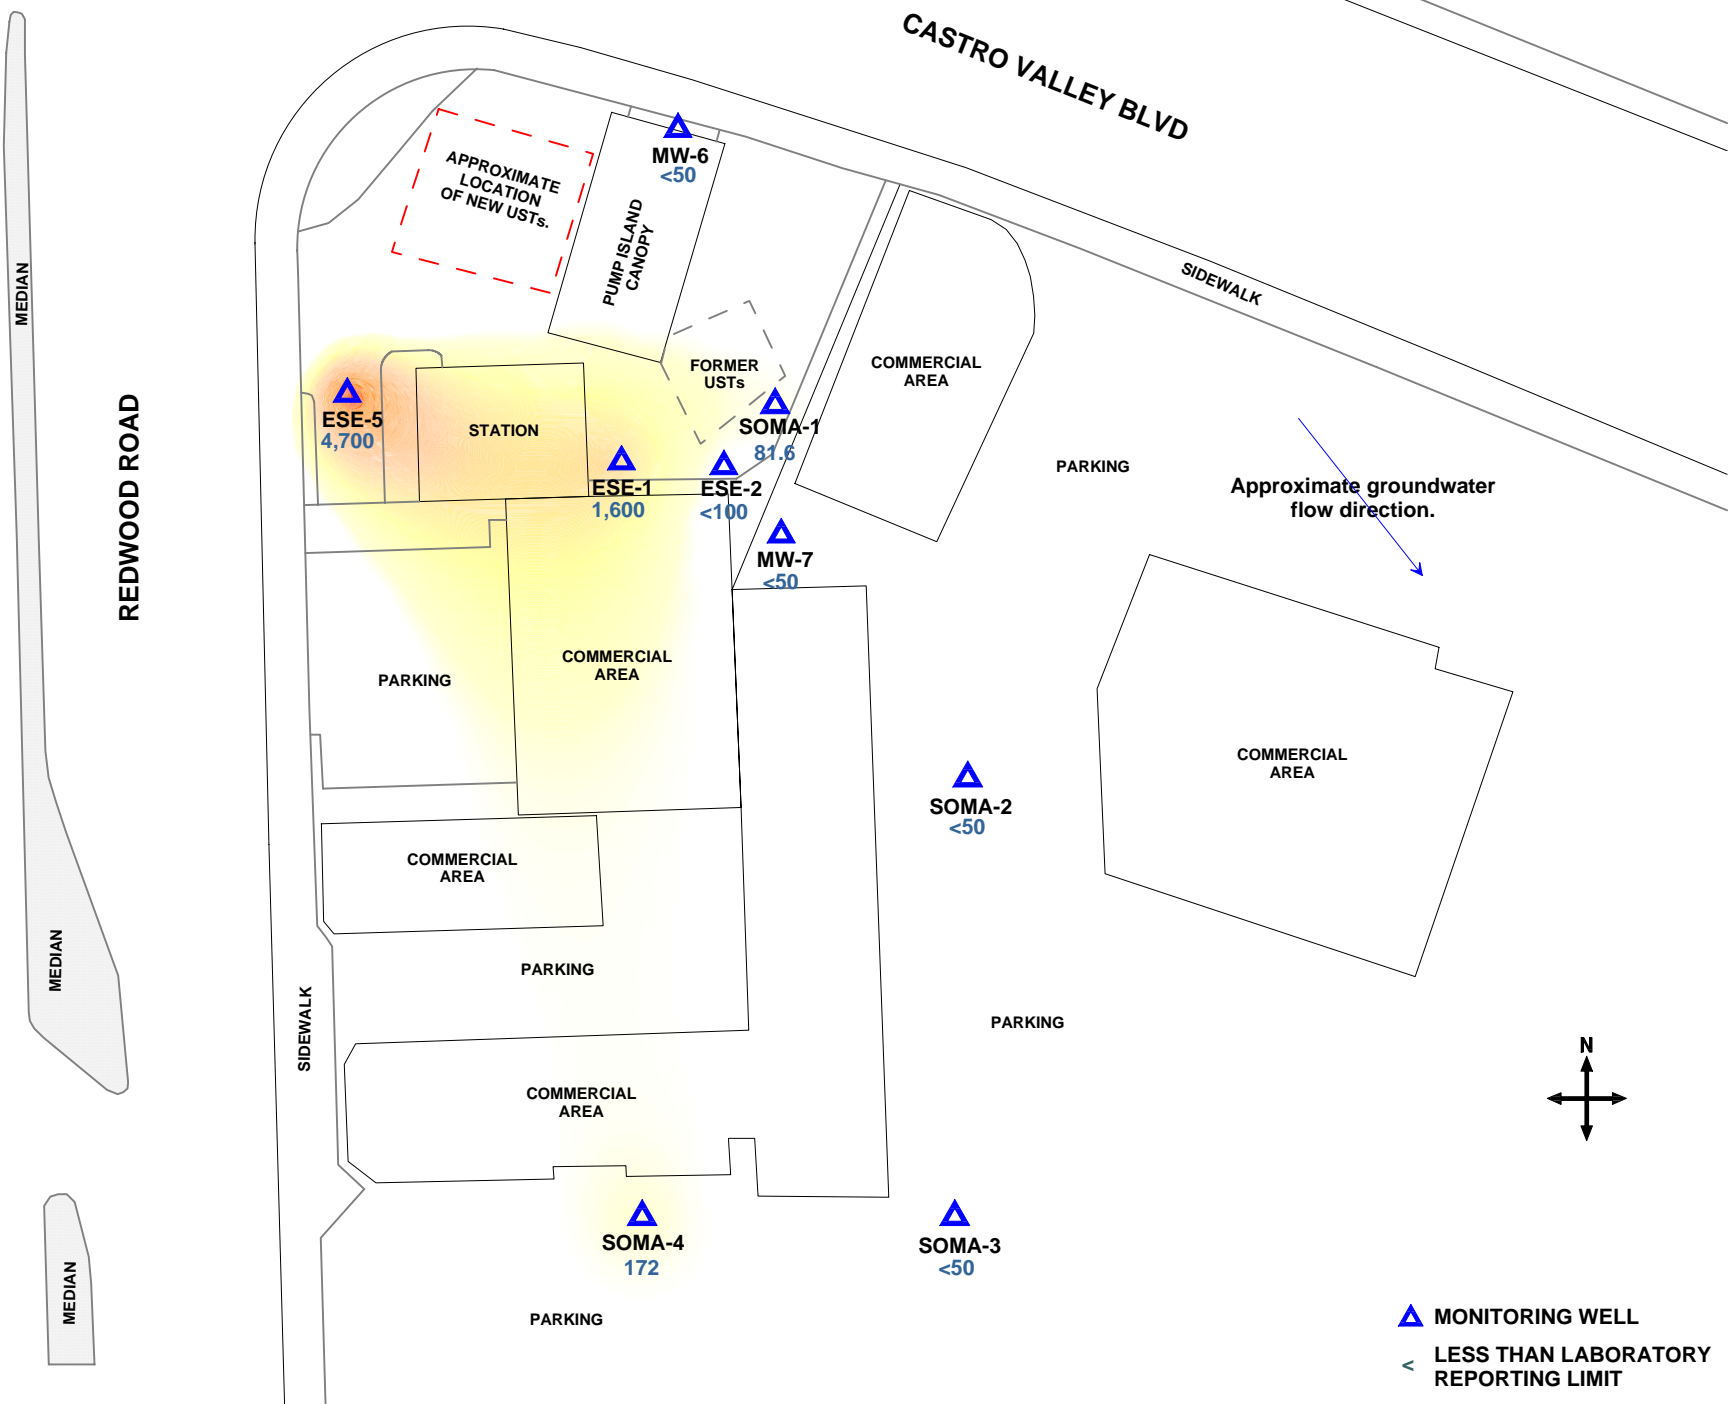 CASTRO VALLEY BLVD
MW-6
<50
APPROXIMATE
LOCATION
OF NEW USTs.
PUMP ISLAND
CANOPY
MEDIAN
SIDEWALK
FORMER
USTs
COMMERCIAL
AREA
REDWOOD ROAD
ESE-5
4,700
STATION
SOMA-1
81.6
ESE-1
1,600
ESE-2
<100
PARKING
Approximate groundwater
flow direction.
MW-7
<50
COMMERCIAL
AREA
PARKING
COMMERCIAL
AREA
SOMA-2
<50
COMMERCIAL
AREA
MEDIAN
PARKING
SIDEWALK
PARKING
N
COMMERCIAL
AREA
SOMA-4
172
SOMA-3
<50
MEDIAN
PARKING
MONITORING WELL
< LESS THAN LABORATORY
REPORTING LIMIT